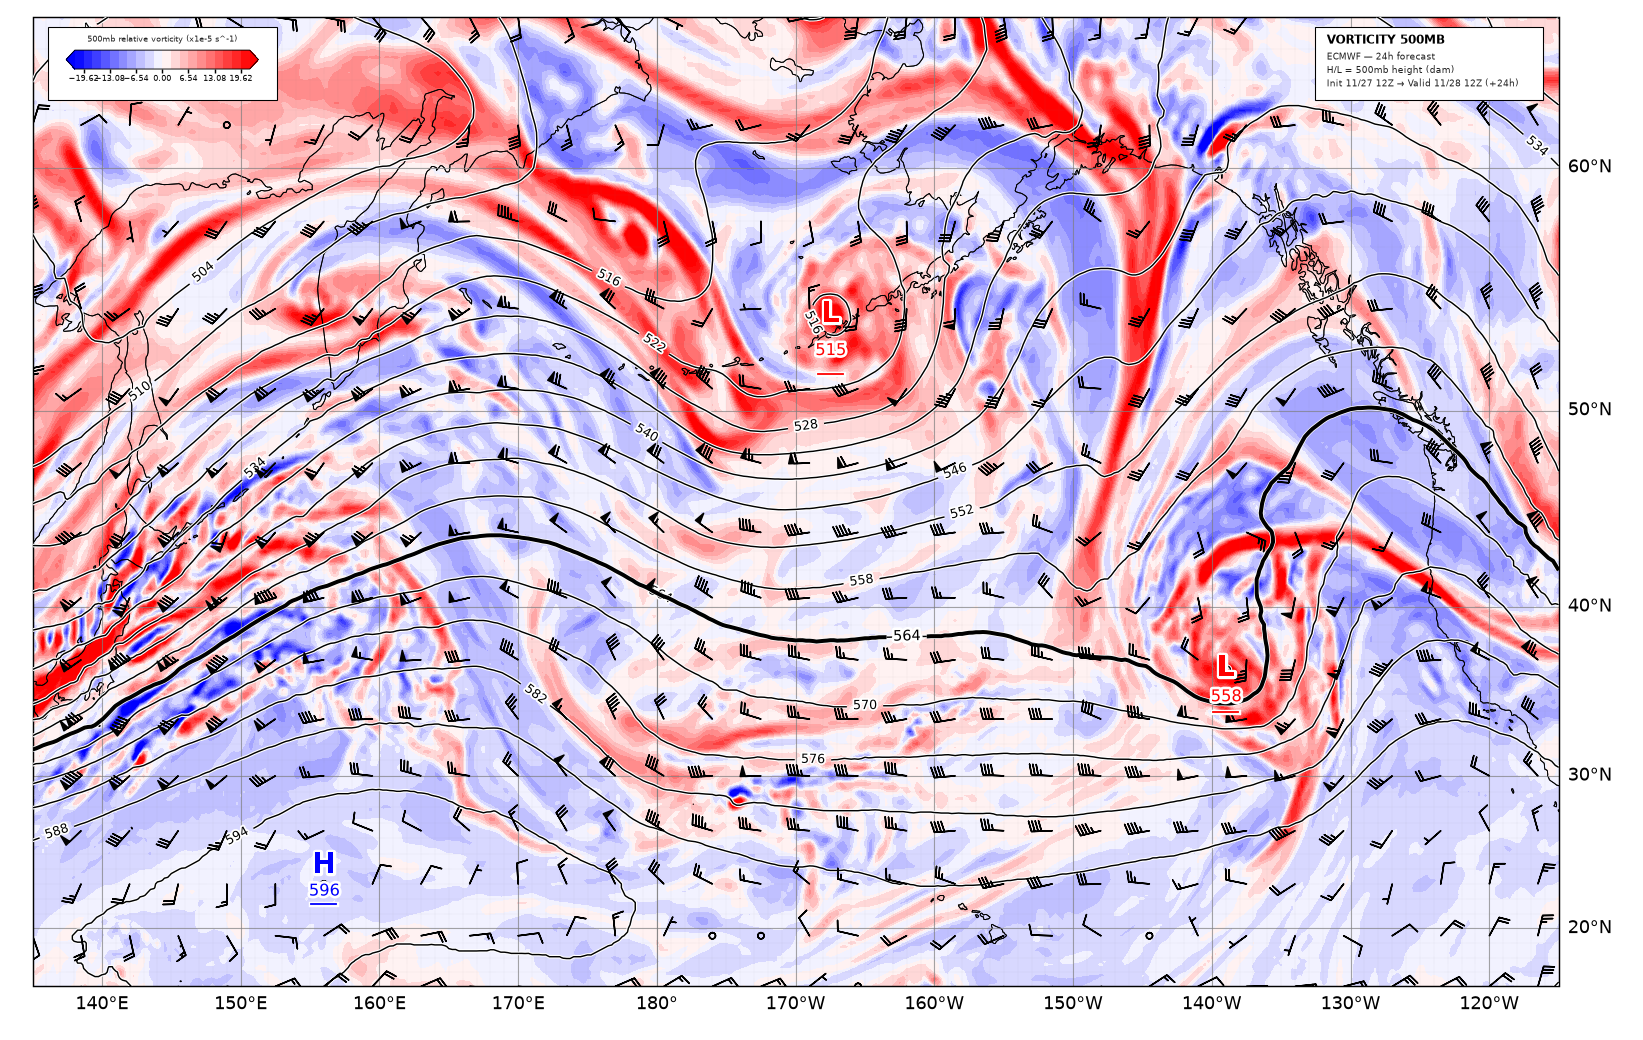 500mb relative vorticity (x1e-5 s^-1)
−19.62 −13.08 −6.54 0.00 6.54 13.08 19.62
VORTICITY 500MB
ECMWF — 24h forecast
H/L = 500mb height (dam)
Init 11/27 12Z → Valid 11/28 12Z (+24h)
534
60°N
504
516
L
516
515
522
510
50°N
528
540
534
546
552
558
40°N
564
L
558
582
570
576
30°N
588
594
H
596
20°N
140°E 150°E 160°E 170°E 180° 170°W 160°W 150°W 140°W 130°W 120°W